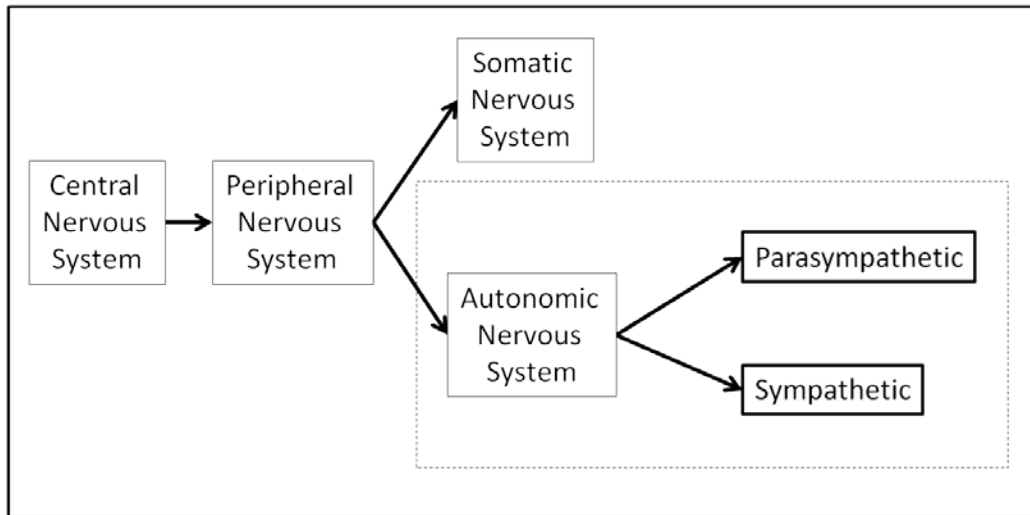 Somatic
Nervous
System
Central
Nervous
System
Peripheral
Nervous
System
Autonomic
Nervous
System
Parasympathetic
Sympathetic